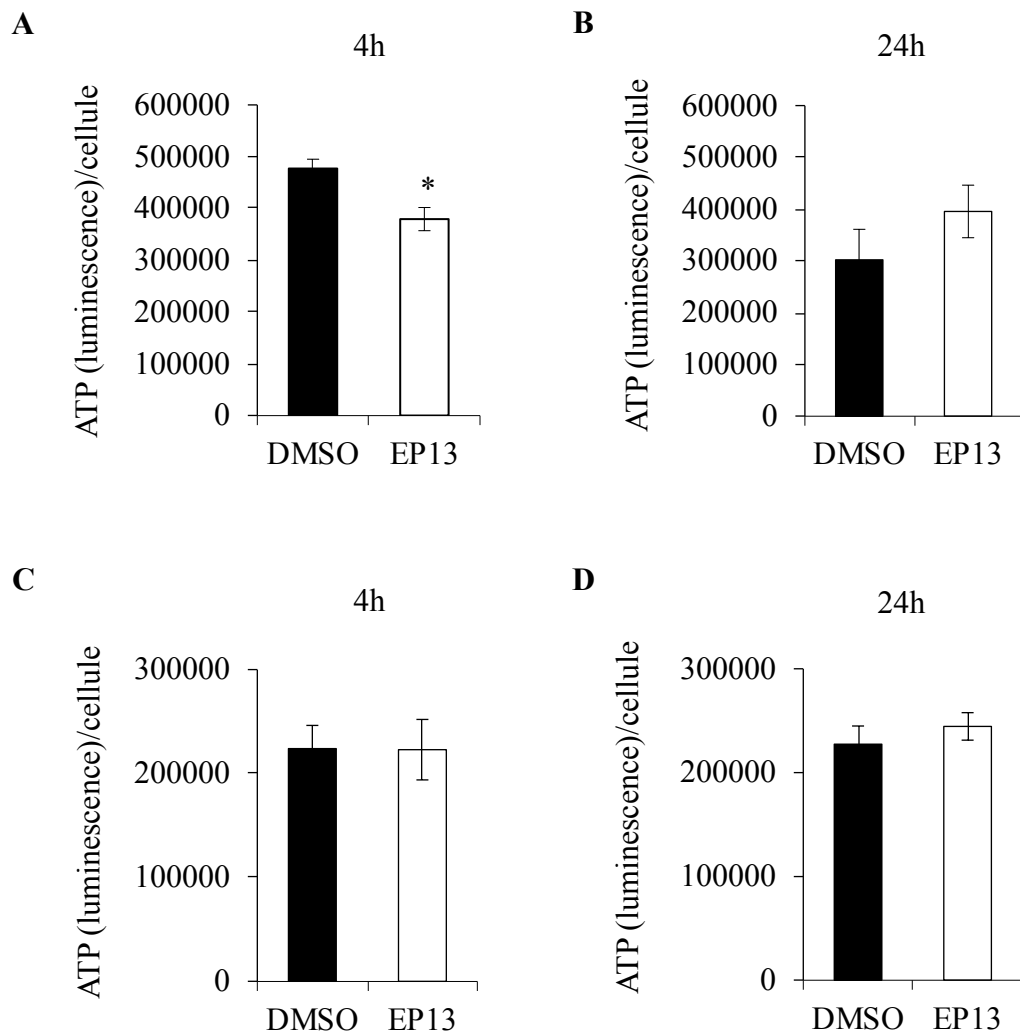 A
4h
ATP (luminescence)/cellule
600000
500000
400000
300000
200000
100000
0
*
DMSO EP13
B
24h
ATP (luminescence)/cellule
600000
500000
400000
300000
200000
100000
0
DMSO EP13
C
4h
ATP (luminescence)/cellule
300000
200000
100000
0
DMSO EP13
D
24h
ATP (luminescence)/cellule
300000
200000
100000
0
DMSO EP13